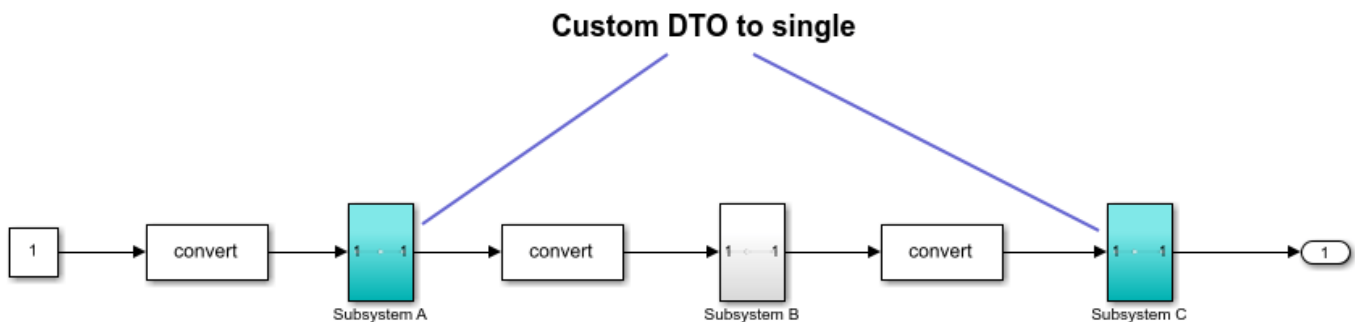 Custom DTO to single
1
convert
1 1
convert
1 1
convert
1 1
1
Subsystem A
Subsystem B
Subsystem C